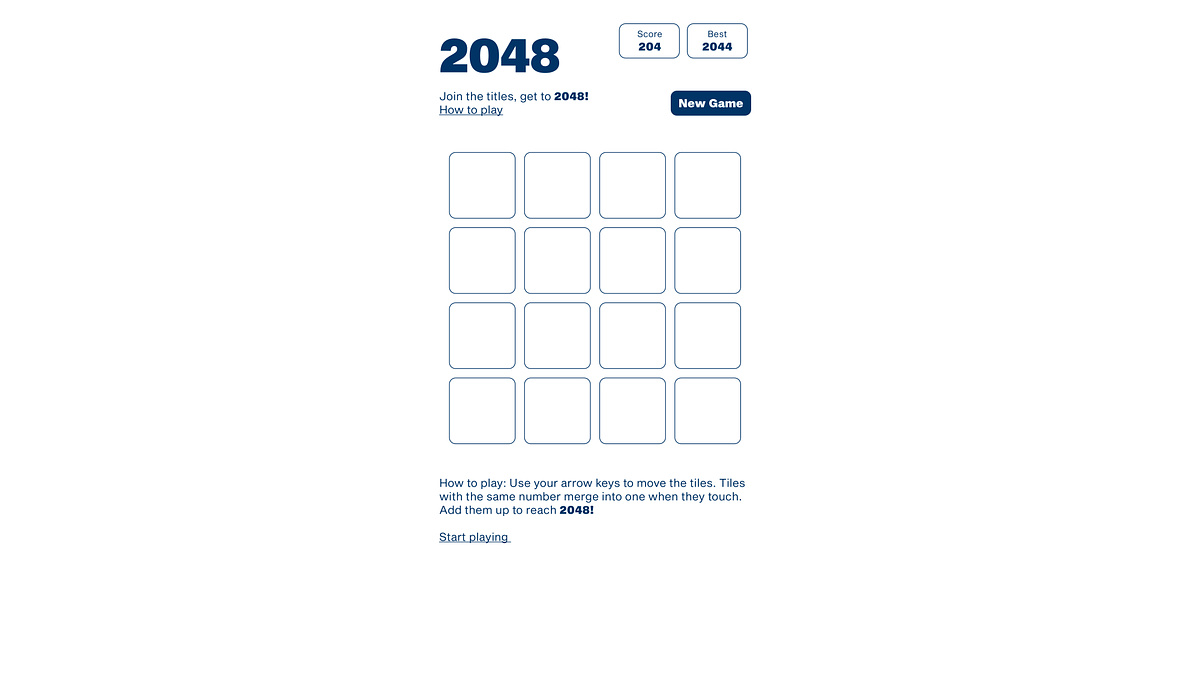 2048
Score
204
Best
2044
Join the titles, get to 2048!
How to play
New Game
How to play: Use your arrow keys to move the tiles. Tiles
with the same number merge into one when they touch.
Add them up to reach 2048!
Start playing